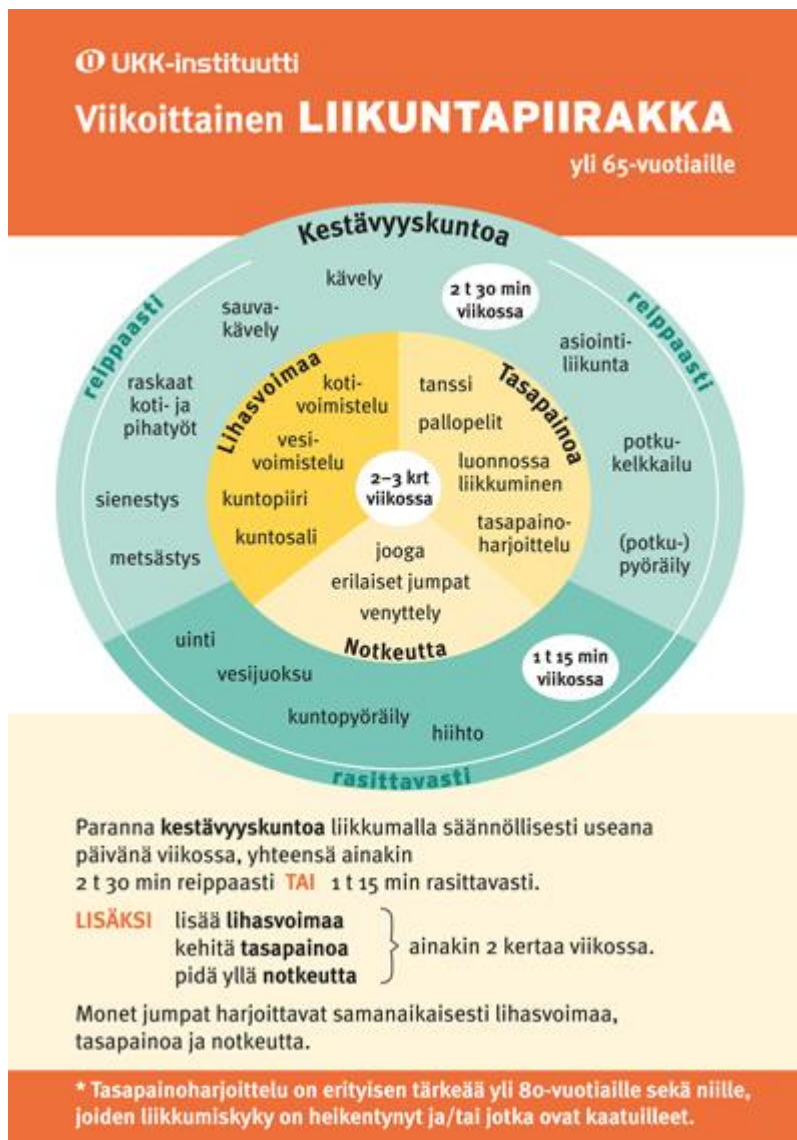 UKK-instituutti
Viikoittainen LIIKUNTAPIIRAKKA
yli 65-vuotiaille
Kestävyyskuntoa
reippaasti
reippaasti
kävely
2 t 30 min
viikossa
sauva-
kävely
asiointi-
liikunta
raskaat
koti- ja
pihatyöt
potku-
kelkkailu
sienestys
metsästys
(potku-)
pyöräily
Lihasvoimaa
koti-
voimistelu
vesi-
voimistelu
kuntopiiri
kuntosali
Tasapainoa
tanssi
pallopelit
luonnossa
liikkuminen
tasapaino-
harjoittelu
2–3 krt
viikossa
jooga
erilaiset jumpat
venyttely
Notkeutta
uinti
vesijuoksu
kuntopyöräily
hiihto
1 t 15 min
viikossa
rasittavasti
Paranna kestävyyskuntoa liikkumalla säännöllisesti useana
päivänä viikossa, yhteensä ainakin
2 t 30 min reippaasti TAI 1 t 15 min rasittavasti.
LISÄKSI lisää lihasvoimaa
kehitä tasapainoa
pidä yllä notkeutta
ainakin 2 kertaa viikossa.
Monet jumpat harjoittavat samanaikaisesti lihasvoimaa,
tasapainoa ja notkeutta.
* Tasapainoharjoittelu on erityisen tärkeää yli 80-vuotiaille sekä niille,
joiden liikkumiskyky on heikentynyt ja/tai jotka ovat kaatuilleet.